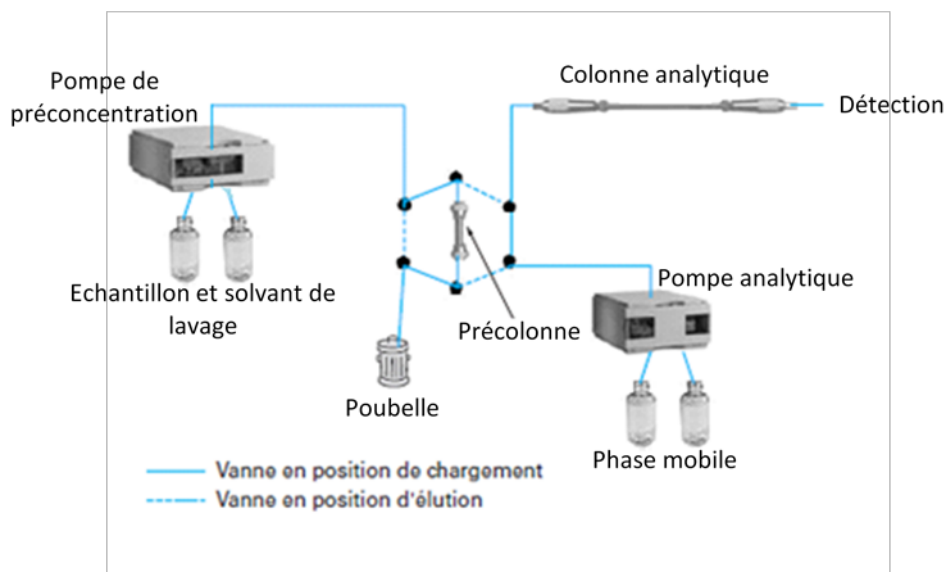 Pompe de
préconcentration
Colonne analytique
Détection
Echantillon et solvant de
lavage
Précolonne
Pompe analytique
Poubelle
Phase mobile
Vanne en position de chargement
Vanne en position d'élution